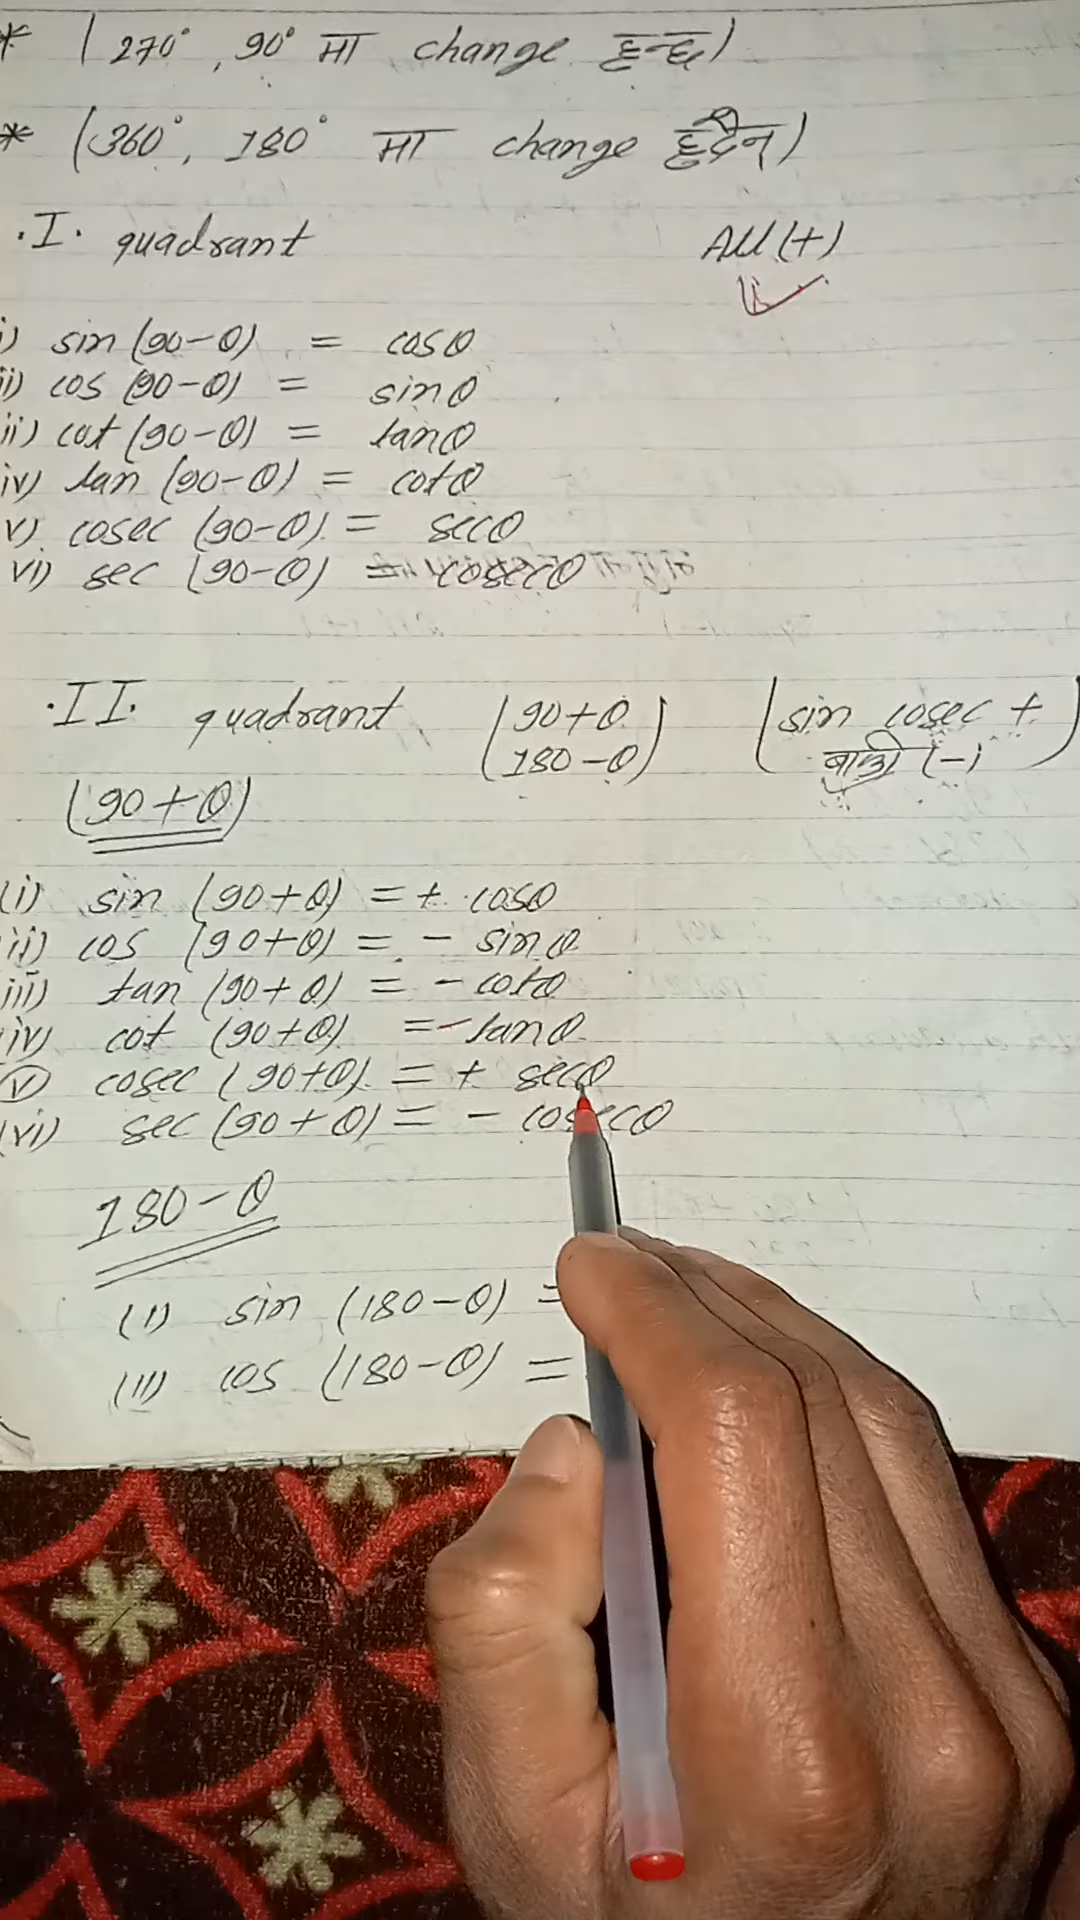 * (270°, 90° मा change हुन्छ)
* (360°, 180° मा change हुँदैन)
.I. quadrant All (+)
i) sin (90-θ) = cosθ
ii) cos (90-θ) = sinθ
ii) cot (90-θ) = tanθ
iv) tan (90-θ) = cotθ
v) cosec (90-θ) = secθ
vi) sec (90-θ) = cosecθ
.II. quadrant (90+θ (sin cosec +
180-θ) बाकी (-))
(90+θ)
(i) sin (90+θ) = + cosθ
ii) cos (90+θ) = - sinθ
iii) tan (90+θ) = - cotθ
iv) cot (90+θ) = -tanθ
(v) cosec (90+θ) = + secθ
(vi) sec (90+θ) = - cosecθ
180-θ
(I) sin (180-θ) =
(II) cos (180-θ) =